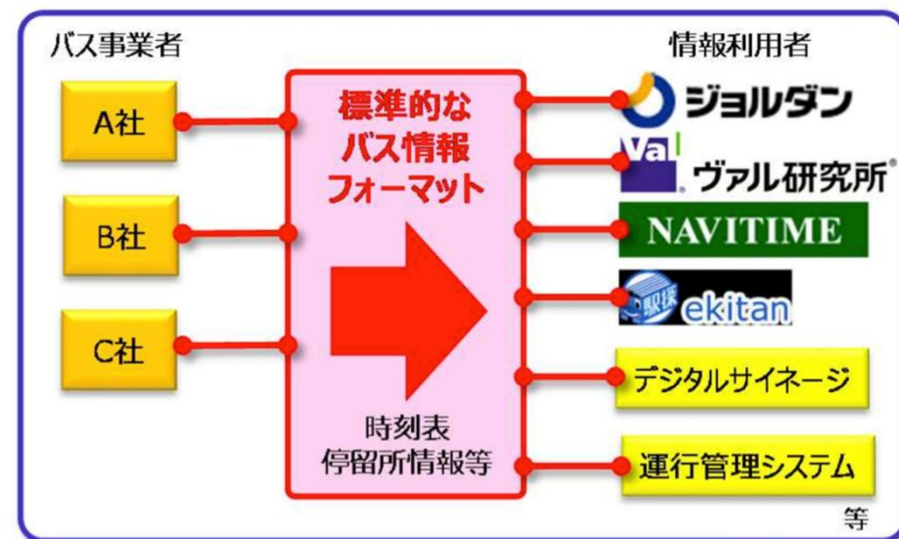 バス事業者
A社
B社
C社
標準的な
バス情報
フォーマット
時刻表
停留所情報等
情報利用者
ジョルダン
Val
ヴァル研究所®
NAVITIME
駅探 ekitan
デジタルサイネージ
運行管理システム
等